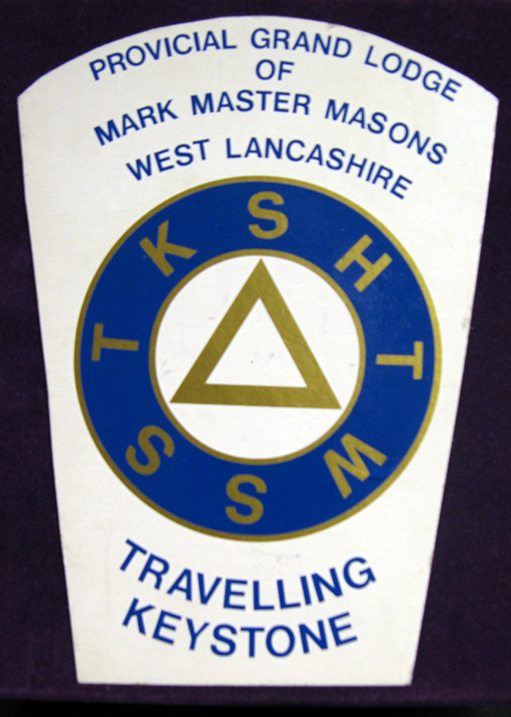 PROVICIAL GRAND LODGE
OF
MARK MASTER MASONS
WEST LANCASHIRE
H T W S S T K S
TRAVELLING
KEYSTONE